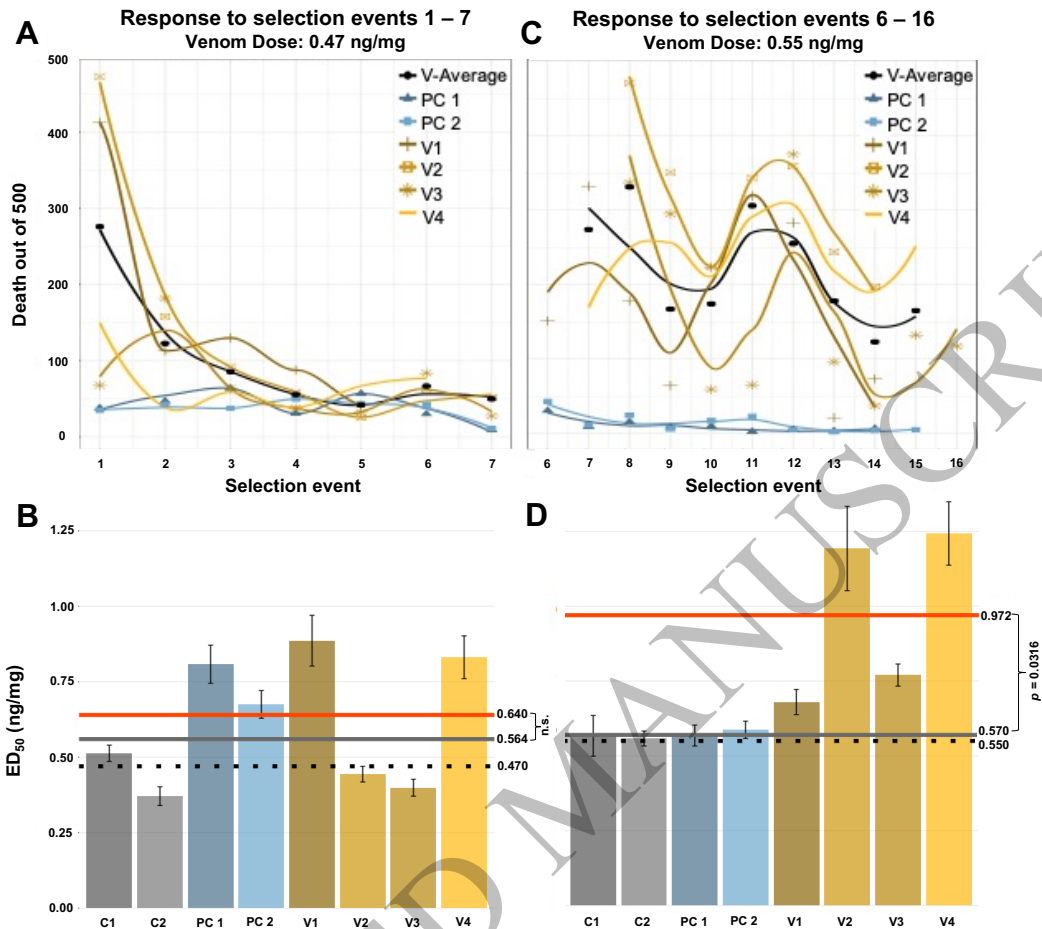 A
Response to selection events 1 – 7
Venom Dose: 0.47 ng/mg
Death out of 500
500
400
300
200
100
0
V-Average
PC 1
PC 2
V1
V2
V3
V4
1 2 3 4 5 6 7
Selection event
C
Response to selection events 6 – 16
Venom Dose: 0.55 ng/mg
V-Average
PC 1
PC 2
V1
V2
V3
V4
6 7 8 9 10 11 12 13 14 15 16
Selection event
B
ED50 (ng/mg)
1.25
1.00
0.75
0.50
0.25
0.00
0.640
0.564
0.470
n.s.
C1 C2 PC 1 PC 2 V1 V2 V3 V4
D
0.972
0.570
0.550
p = 0.0316
C1 C2 PC 1 PC 2 V1 V2 V3 V4
D MANUSCRI